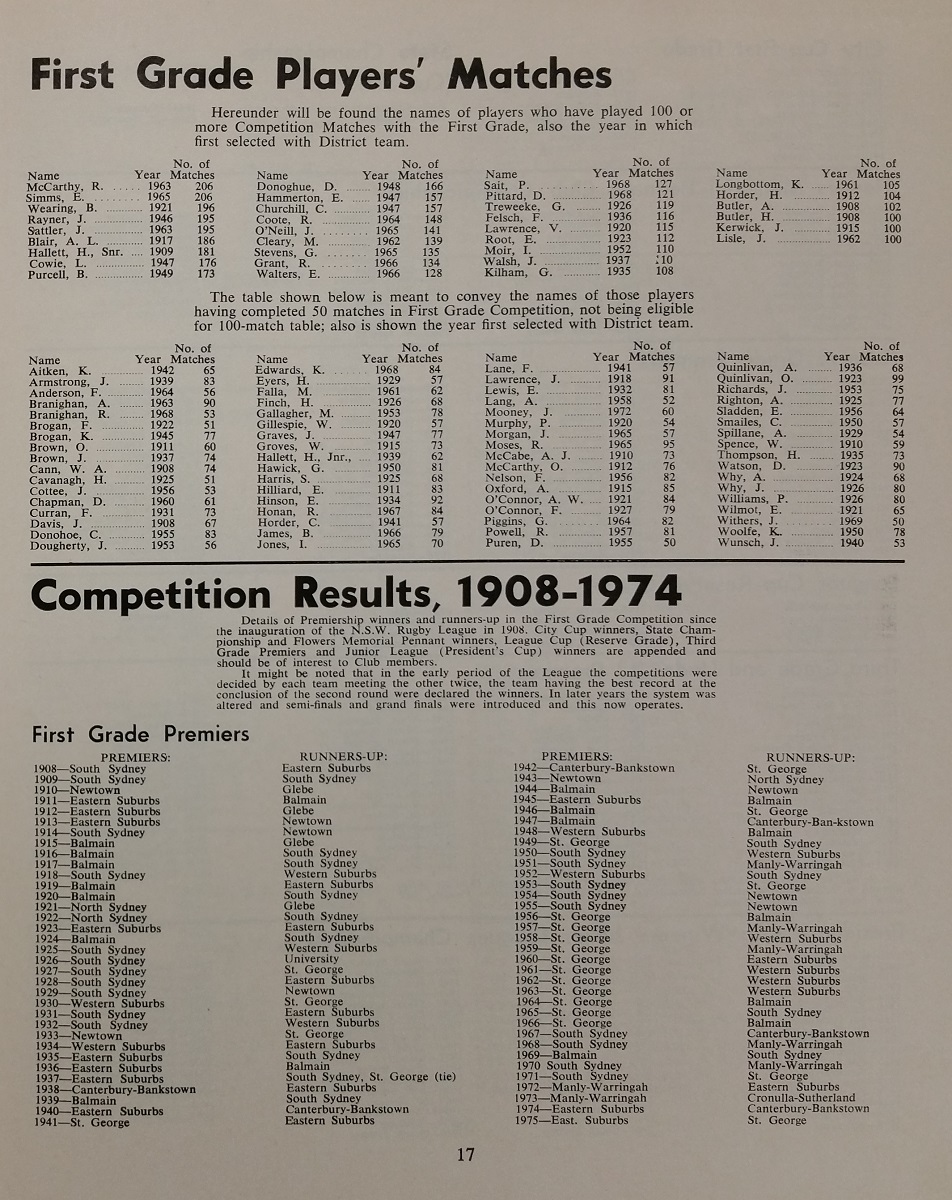 First Grade Players' Matches
Hereunder will be found the names of players who have played 100 or
more Competition Matches with the First Grade, also the year in which
first selected with District team.
No. of
Name Year Matches
McCarthy, R. ..... 1963 206
Simms, E. ........ 1965 206
Wearing, B. ............ 1921 196
Rayner, J. ............. 1946 195
Sattler, J. ............. 1963 195
Blair, A. L. ............ 1917 186
Hallett, H., Snr. .... 1909 181
Cowie, L. .............. 1947 176
Purcell, B. .............. 1949 173
No. of
Name Year Matches
Donoghue, D. ........ 1948 166
Hammerton, E. ...... 1947 157
Churchill, C. ............ 1947 157
Coote, R. ............... 1964 148
O'Neill, J. ....... 1965 141
Cleary, M. .............. 1962 139
Stevens, G. ....... 1965 135
Grant, R. ........ 1966 134
Walters, E. ............ 1966 128
No. of
Name Year Matches
Sait, P. .......... 1968 127
Pittard, D. ............ 1968 121
Treweeke, G. .......... 1926 119
Felsch, F. .............. 1936 116
Lawrence, V. .......... 1920 115
Root, E. ................ 1923 112
Moir, I. ................. 1952 110
Walsh, J. .............. 1937 110
Kilham, G. ............ 1935 108
No. of
Name Year Matches
Longbottom, K. ...... 1961 105
Horder, H. ............ 1912 104
Butler, A. .............. 1908 102
Butler, H. .............. 1908 100
Kerwick, J. ............ 1915 100
Lisle, J. ................ 1962 100
The table shown below is meant to convey the names of those players
having completed 50 matches in First Grade Competition, not being eligible
for 100-match table; also is shown the year first selected with District team.
No. of
Name Year Matches
Aitken, K. .............. 1942 65
Armstrong, J. ........ 1939 83
Anderson, F. .......... 1964 56
Branighan, A. ........ 1963 90
Branighan, R. ........ 1968 53
Brogan, F. .............. 1922 51
Brogan, K. .............. 1945 77
Brown, O. .............. 1911 60
Brown, J. .............. 1937 74
Cann, W. A. .......... 1908 74
Cavanagh, H. .......... 1925 51
Cottee, J. .............. 1956 53
Chapman, D. .......... 1960 61
Curran, F. .............. 1931 73
Davis, J. ................ 1908 67
Donohoe, C. ............ 1955 83
Dougherty, J. .......... 1953 56
No. of
Name Year Matches
Edwards, K. ....... 1968 84
Eyers, H. .............. 1929 57
Falla, M. .............. 1961 62
Finch, H. .............. 1926 68
Gallagher, M. .......... 1953 78
Gillespie, W. .......... 1920 57
Graves, J. .............. 1947 77
Groves, W. ............ 1915 73
Hallett, H., Jnr., .... 1939 62
Hawick, G. ............ 1950 81
Harris, S. .............. 1925 68
Hilliard, E. ............ 1911 83
Hinson, E. .............. 1934 92
Honan, R. .............. 1967 84
Horder, C. .............. 1941 57
James, B. .............. 1966 79
Jones, I. ................ 1965 70
No. of
Name Year Matches
Lane, F. ................ 1941 57
Lawrence, J. .......... 1918 91
Lewis, E. .............. 1932 81
Lang, A. ................ 1958 52
Mooney, J. ............ 1972 60
Murphy, P. ............ 1920 54
Morgan, J. ............ 1965 57
Moses, R. .............. 1965 95
McCabe, A. J. ........ 1910 73
McCarthy, O. .......... 1912 76
Nelson, F. .............. 1956 82
Oxford, A. ............ 1915 85
O'Connor, A. W. .... 1921 84
O'Connor, F. .......... 1927 79
Piggins, G. ............ 1964 82
Powell, R. .............. 1957 81
Puren, D. .............. 1955 50
No. of
Name Year Matches
Quinlivan, A. .......... 1936 68
Quinlivan, O. .......... 1923 99
Richards, J. ............ 1953 75
Righton, A. ............ 1925 77
Sladden, E. ............ 1956 64
Smailes, C. ............ 1950 57
Spillane, A. ............ 1929 54
Spence, W. ............ 1910 59
Thompson, H. .......... 1935 73
Watson, D. ............ 1923 90
Why, A. ................ 1924 68
Why, J. ................ 1926 80
Williams, P. ............ 1926 80
Wilmot, E. ............ 1921 65
Withers, J. ............ 1969 50
Woolfe, K. ............ 1950 78
Wunsch, J. ............ 1940 53
Competition Results, 1908-1974
Details of Premiership winners and runners-up in the First Grade Competition since
the inauguration of the N.S.W. Rugby League in 1908. City Cup winners, State Cham-
pionship and Flowers Memorial Pennant winners, League Cup (Reserve Grade), Third
Grade Premiers and Junior League (President's Cup) winners are appended and
should be of interest to Club members.
It might be noted that in the early period of the League the competitions were
decided by each team meeting the other twice, the team having the best record at the
conclusion of the second round were declared the winners. In later years the system was
altered and semi-finals and grand finals were introduced and this now operates.
First Grade Premiers
PREMIERS: RUNNERS-UP:
1908—South Sydney Eastern Suburbs
1909—South Sydney South Sydney
1910—Newtown Glebe
1911—Eastern Suburbs Balmain
1912—Eastern Suburbs Glebe
1913—Eastern Suburbs Newtown
1914—South Sydney Newtown
1915—Balmain Glebe
1916—Balmain South Sydney
1917—Balmain South Sydney
1918—South Sydney Western Suburbs
1919—Balmain Eastern Suburbs
1920—Balmain South Sydney
1921—North Sydney Glebe
1922—North Sydney South Sydney
1923—Eastern Suburbs Eastern Suburbs
1924—Balmain South Sydney
1925—South Sydney Western Suburbs
1926—South Sydney University
1927—South Sydney St. George
1928—South Sydney Eastern Suburbs
1929—South Sydney Newtown
1930—Western Suburbs St. George
1931—South Sydney Eastern Suburbs
1932—South Sydney Western Suburbs
1933—Newtown St. George
1934—Western Suburbs Eastern Suburbs
1935—Eastern Suburbs South Sydney
1936—Eastern Suburbs Balmain
1937—Eastern Suburbs South Sydney, St. George (tie)
1938—Canterbury-Bankstown Eastern Suburbs
1939—Balmain South Sydney
1940—Eastern Suburbs Canterbury-Bankstown
1941—St. George Eastern Suburbs
PREMIERS: RUNNERS-UP:
1942—Canterbury-Bankstown St. George
1943—Newtown North Sydney
1944—Balmain Newtown
1945—Eastern Suburbs Balmain
1946—Balmain St. George
1947—Balmain Canterbury-Ban-kstown
1948—Western Suburbs Balmain
1949—St. George South Sydney
1950—South Sydney Western Suburbs
1951—South Sydney Manly-Warringah
1952—Western Suburbs South Sydney
1953—South Sydney St. George
1954—South Sydney Newtown
1955—South Sydney Newtown
1956—St. George Balmain
1957—St. George Manly-Warringah
1958—St. George Western Suburbs
1959—St. George Manly-Warringah
1960—St. George Eastern Suburbs
1961—St. George Western Suburbs
1962—St. George Western Suburbs
1963—St. George Western Suburbs
1964—St. George Balmain
1965—St. George South Sydney
1966—St. George Balmain
1967—South Sydney Canterbury-Bankstown
1968—South Sydney Manly-Warringah
1969—Balmain South Sydney
1970 South Sydney Manly-Warringah
1971—South Sydney St. George
1972—Manly-Warringah Eastern Suburbs
1973—Manly-Warringah Cronulla-Sutherland
1974—Eastern Suburbs Canterbury-Bankstown
1975—East. Suburbs St. George
17